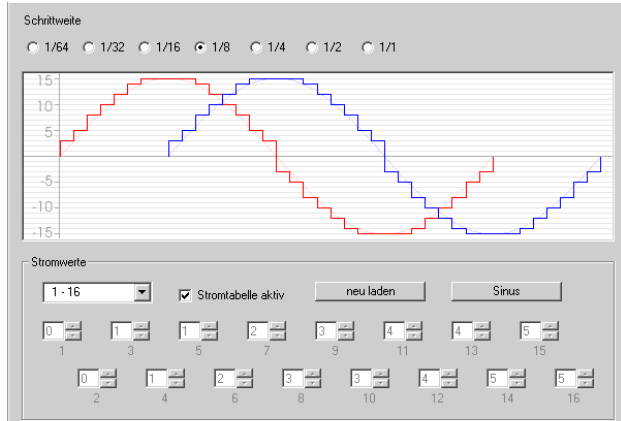 Schrittweite
1/64 1/32 1/16 1/8 1/4 1/2 1/1
15
10
5
-5
-10
-15
Stromwerte
1 - 16 Stromtabelle aktiv neu laden Sinus
0 1 1 2 3 4 4 5
1 3 5 7 9 11 13 15
0 1 2 3 3 4 5 5
2 4 6 8 10 12 14 16